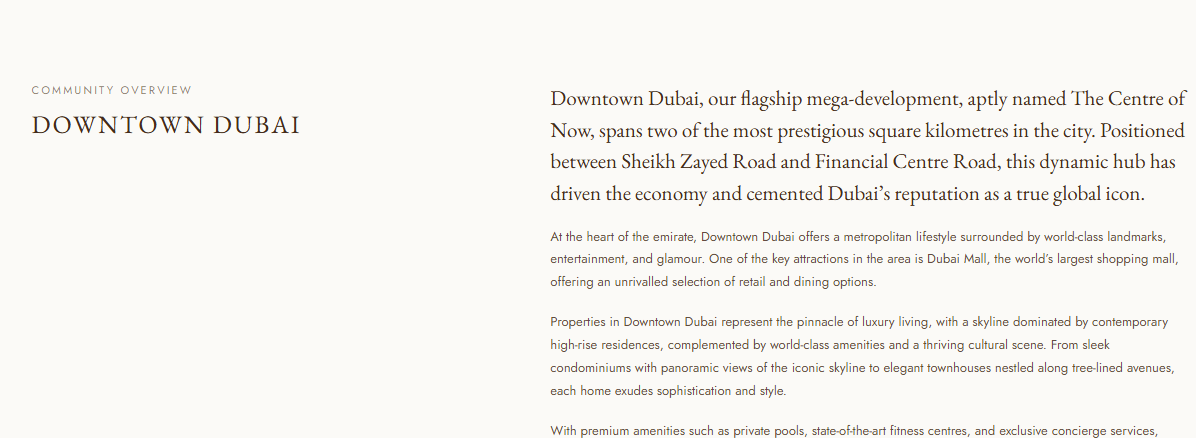 COMMUNITY OVERVIEW
DOWNTOWN DUBAI
Downtown Dubai, our flagship mega-development, aptly named The Centre of
Now, spans two of the most prestigious square kilometres in the city. Positioned
between Sheikh Zayed Road and Financial Centre Road, this dynamic hub has
driven the economy and cemented Dubai’s reputation as a true global icon.
At the heart of the emirate, Downtown Dubai offers a metropolitan lifestyle surrounded by world-class landmarks,
entertainment, and glamour. One of the key attractions in the area is Dubai Mall, the world’s largest shopping mall,
offering an unrivalled selection of retail and dining options.
Properties in Downtown Dubai represent the pinnacle of luxury living, with a skyline dominated by contemporary
high-rise residences, complemented by world-class amenities and a thriving cultural scene. From sleek
condominiums with panoramic views of the iconic skyline to elegant townhouses nestled along tree-lined avenues,
each home exudes sophistication and style.
With premium amenities such as private pools, state-of-the-art fitness centres, and exclusive concierge services,